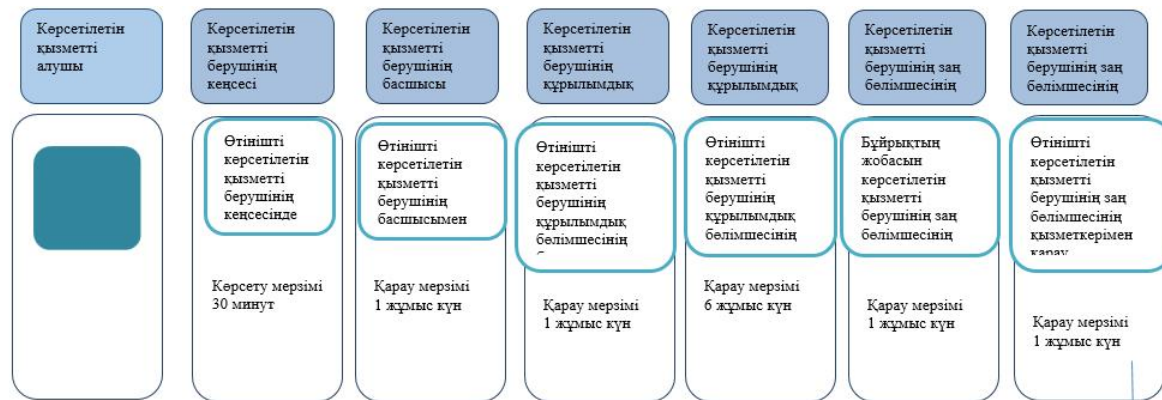 Көрсетілетін
қызметті
алушы
Көрсетілетін
қызметті
берушінің
кеңсесі
Көрсетілетін
қызметті
берушінің
басшысы
Көрсетілетін
қызметті
берушінің
құрылымдық
Көрсетілетін
қызметті
берушінің
құрылымдық
Көрсетілетін
қызметті
берушінің заң
бөлімшесінің
Көрсетілетін
қызметті
берушінің заң
бөлімшесінің
Өтінішті
көрсетілетін
қызметті
берушінің
кеңсесінде
Көрсету мерзімі
30 минут
Өтінішті
көрсетілетін
қызметті
берушінің
басшысымен
Қарау мерзімі
1 жұмыс күн
Өтінішті
көрсетілетін
қызметті
берушінің
құрылымдық
бөлімшесінің
Қарау мерзімі
1 жұмыс күн
Өтінішті
көрсетілетін
қызметті
берушінің
құрылымдық
бөлімшесінің
Қарау мерзімі
6 жұмыс күн
Бұйрықтың
жобасын
көрсетілетін
қызметті
берушінің заң
бөлімшесінің
Қарау мерзімі
1 жұмыс күн
Өтінішті
көрсетілетін
қызметті
берушінің заң
бөлімшесінің
қызметкерімен
қарау
Қарау мерзімі
1 жұмыс күн